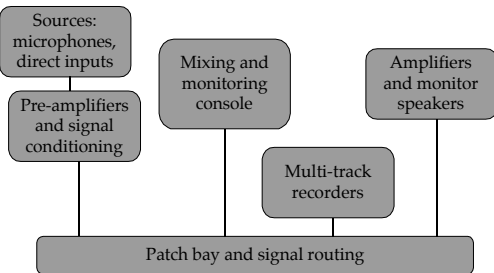 Sources:
microphones,
direct inputs
Pre-amplifiers
and signal
conditioning
Mixing and
monitoring
console
Multi-track
recorders
Amplifiers
and monitor
speakers
Patch bay and signal routing